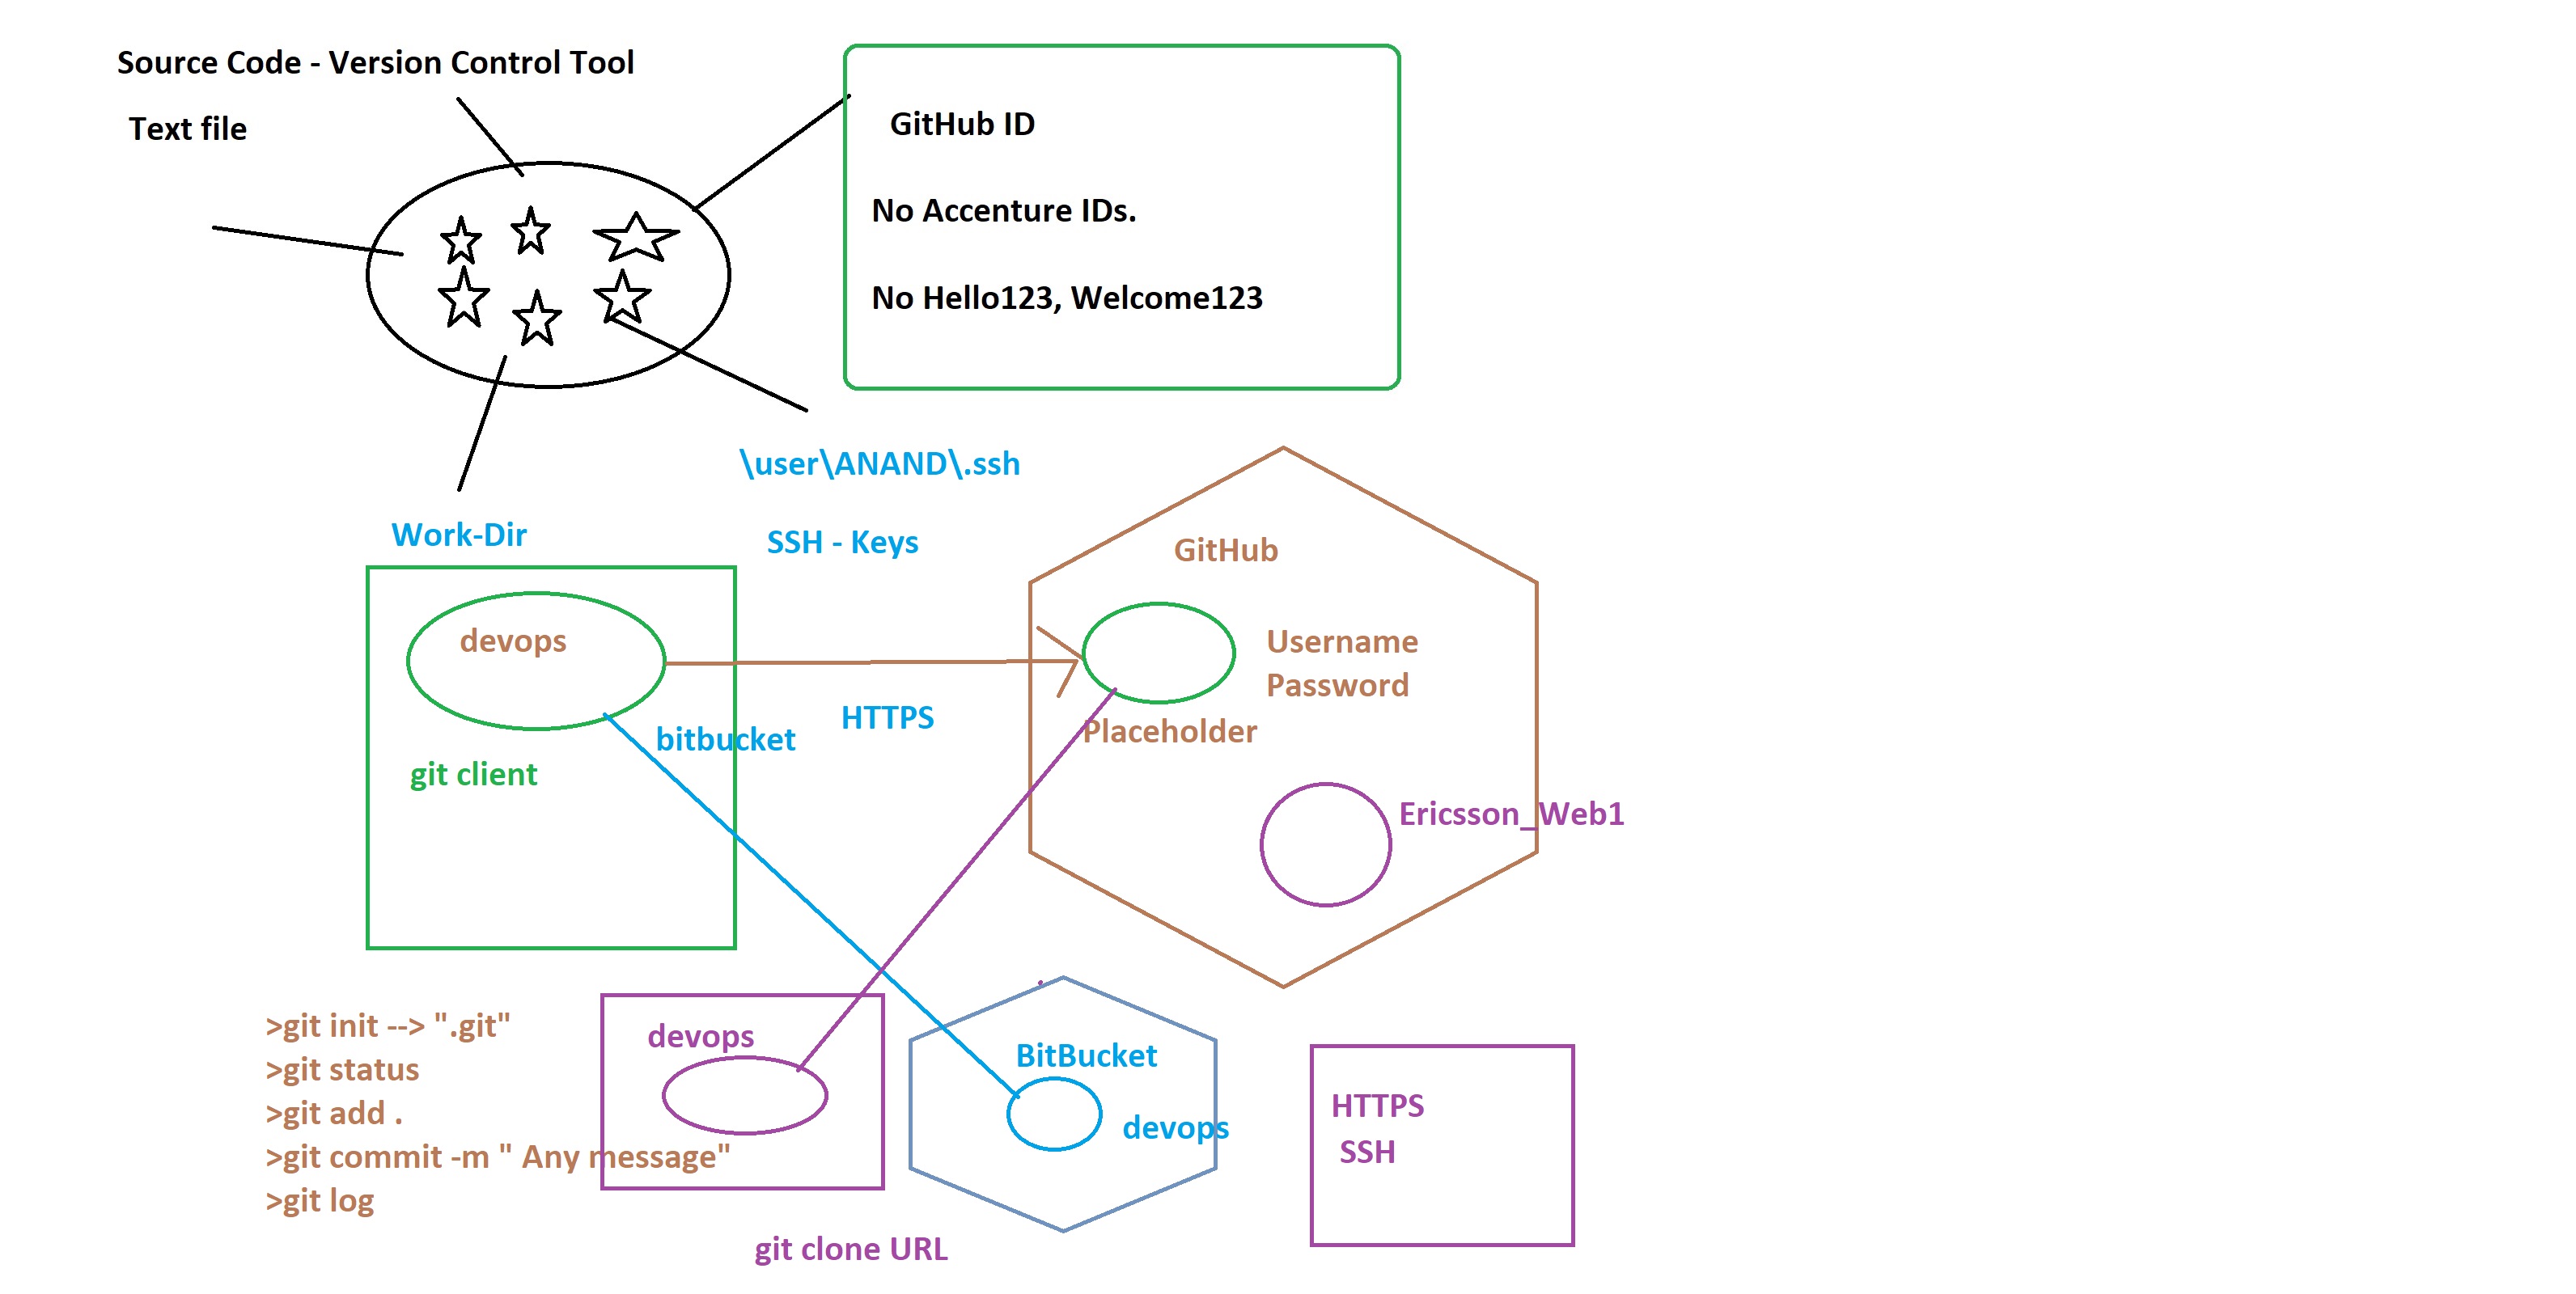 Source Code - Version Control Tool
Text file
GitHub ID
No Accenture IDs.
No Hello123, Welcome123
\user\ANAND\.ssh
SSH - Keys
Work-Dir
devops
git client
bitbucket
HTTPS
GitHub
Username
Password
Placeholder
Ericsson_Web1
>git init --> ".git"
>git status
>git add .
>git commit -m " Any message"
>git log
devops
git clone URL
BitBucket
devops
HTTPS
SSH